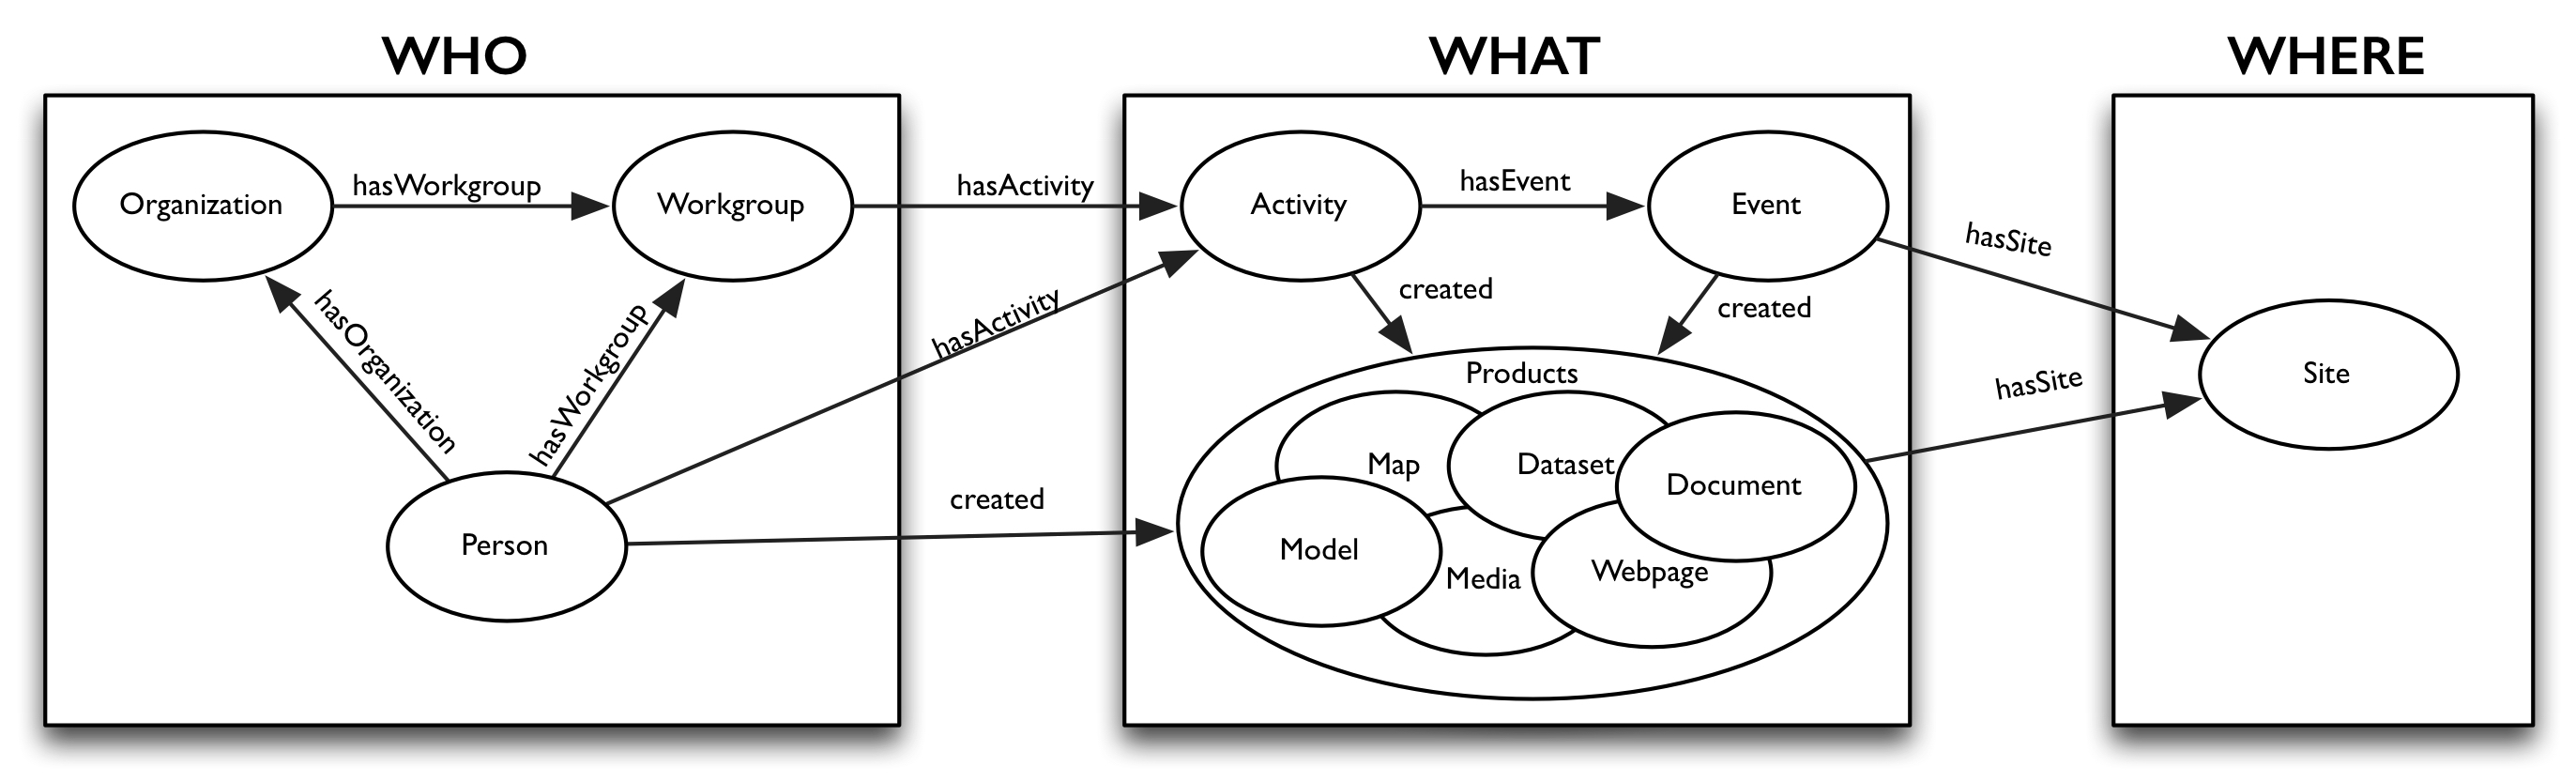 WHO
WHAT
WHERE
Organization
hasWorkgroup
Workgroup
hasOrganization
hasWorkgroup
Person
hasActivity
hasActivity
created
Activity
hasEvent
Event
created
created
Products
Map
Dataset
Document
Model
Media
Webpage
hasSite
hasSite
Site